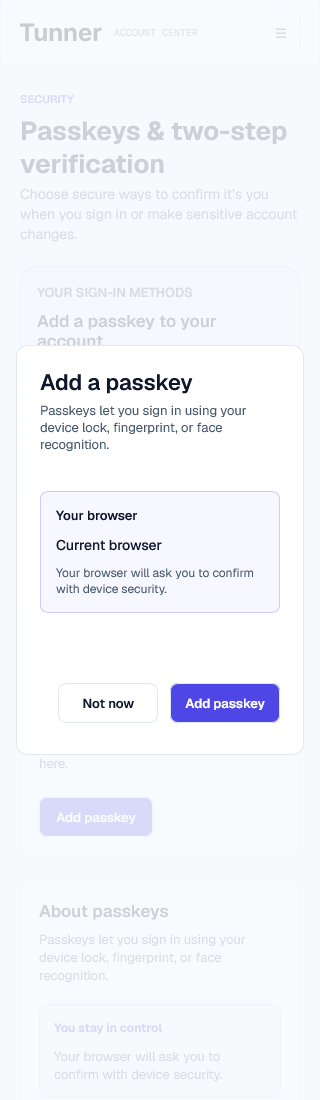 Tunner
ACCOUNT CENTER
SECURITY
Passkeys & two-step
verification
Choose secure ways to confirm it's you
when you sign in or make sensitive account
changes.
YOUR SIGN-IN METHODS
Add a passkey to your
account
Add a passkey
Passkeys let you sign in using your
device lock, fingerprint, or face
recognition.
Your browser
Current browser
Your browser will ask you to confirm
with device security.
Not now
Add passkey
here.
Add passkey
About passkeys
Passkeys let you sign in using your
device lock, fingerprint, or face
recognition.
You stay in control
Your browser will ask you to
confirm with device security.